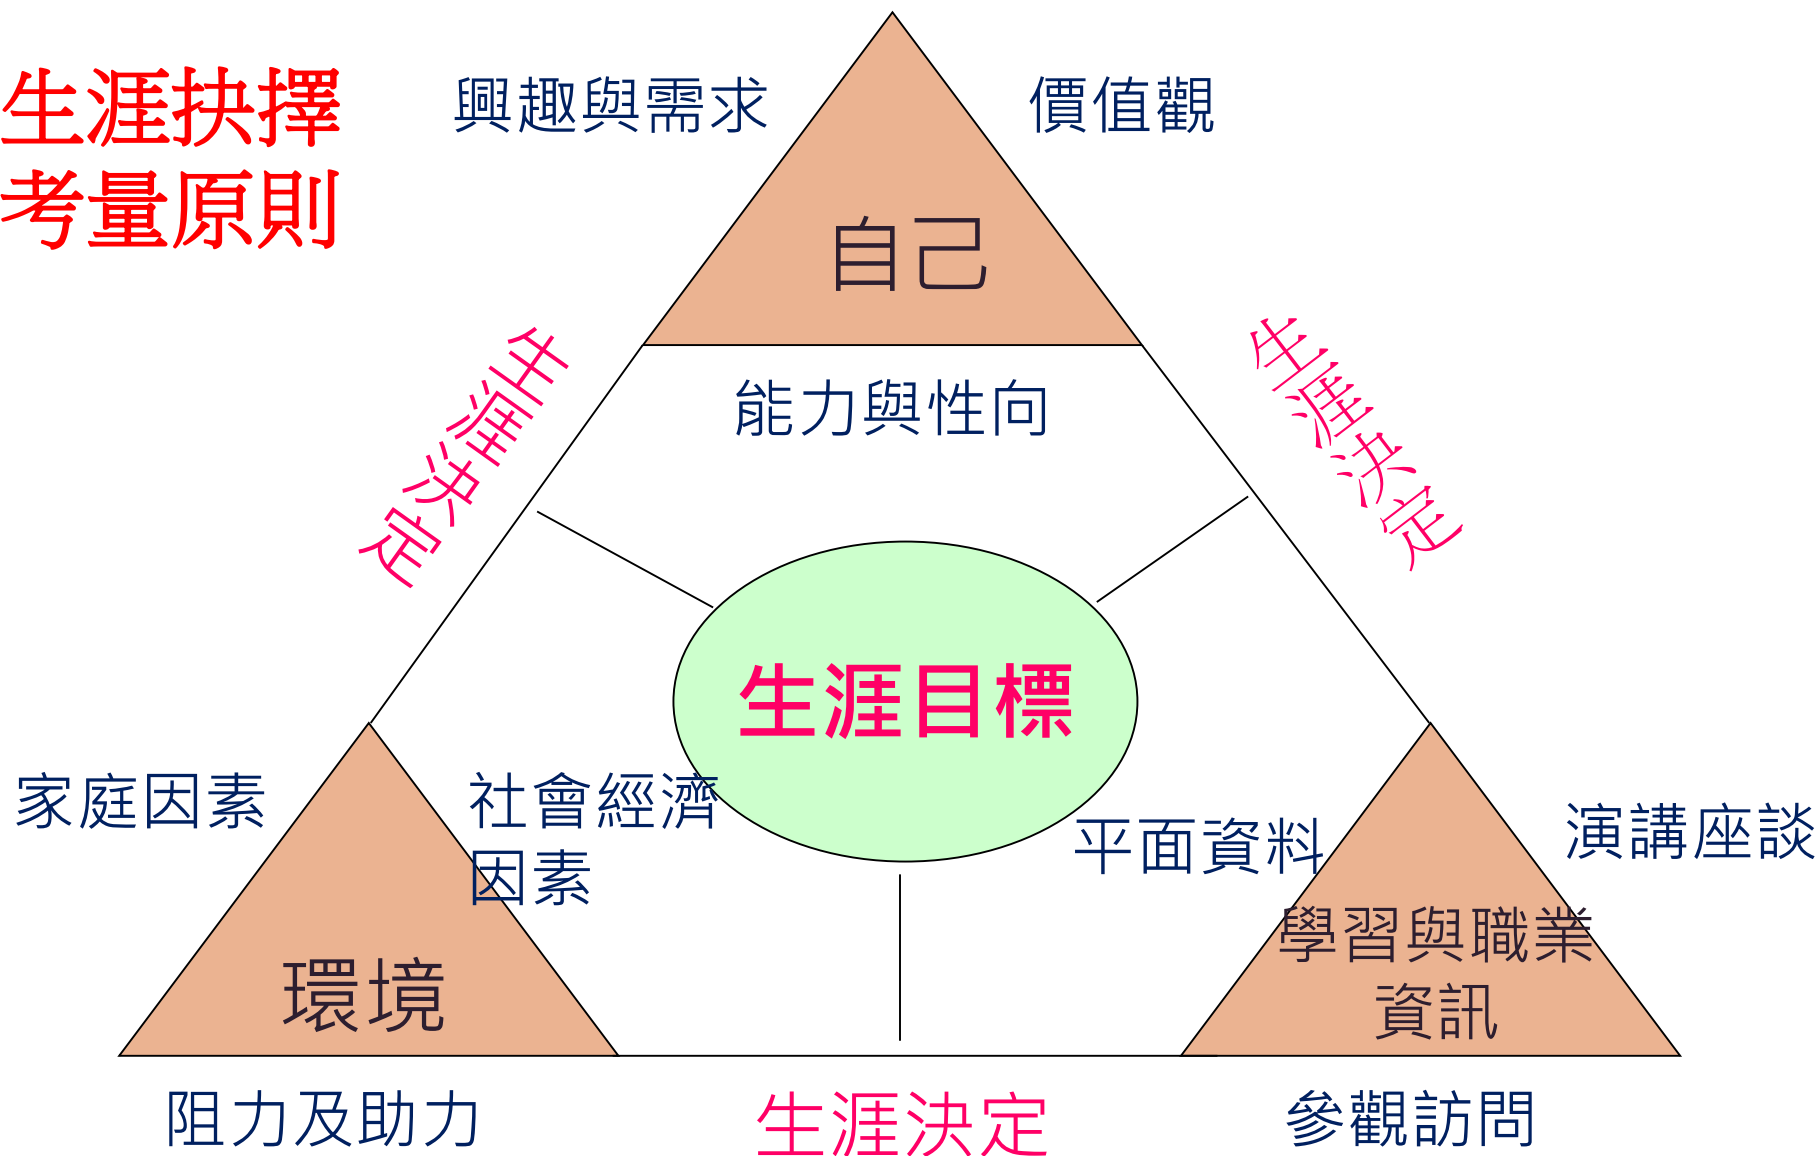 生涯抉擇
考量原則
興趣與需求
價值觀
自己
能力與性向
生涯決定
生涯決定
生涯目標
家庭因素
社會經濟
因素
環境
阻力及助力
平面資料
演講座談
學習與職業
資訊
參觀訪問
生涯決定